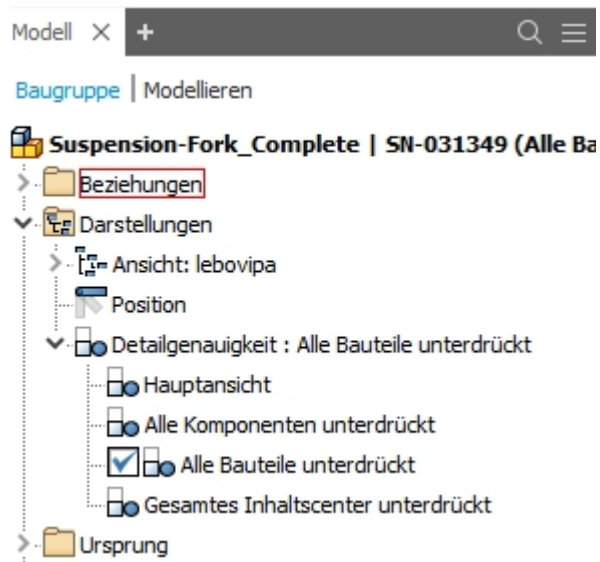 Modell
Baugruppe | Modellieren
Suspension-Fork_Complete | SN-031349 (Alle Ba
Beziehungen
Darstellungen
Ansicht: lebovipa
Position
Detailgenauigkeit : Alle Bauteile unterdrückt
Hauptansicht
Alle Komponenten unterdrückt
Alle Bauteile unterdrückt
Gesamtes Inhaltscenter unterdrückt
Ursprung